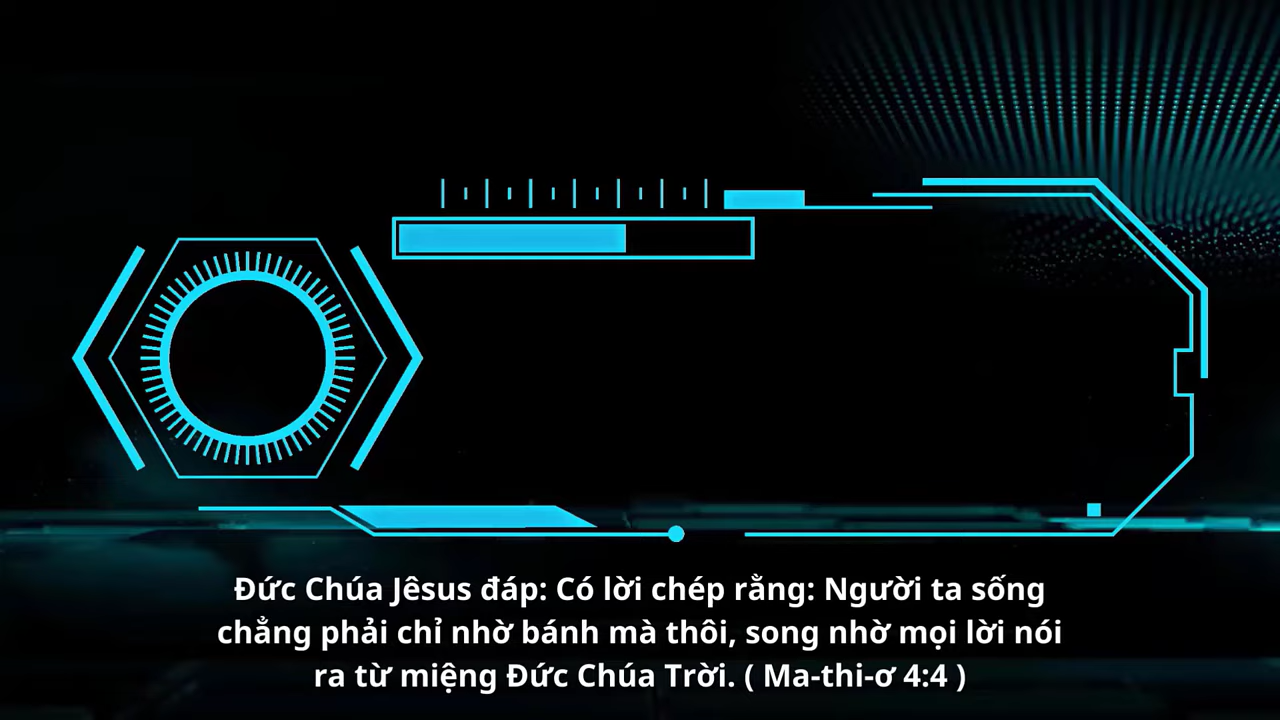 Đức Chúa Jêsus đáp: Có lời chép rằng: Người ta sống
chẳng phải chỉ nhờ bánh mà thôi, song nhờ mọi lời nói
ra từ miệng Đức Chúa Trời. ( Ma-thi-ơ 4:4 )